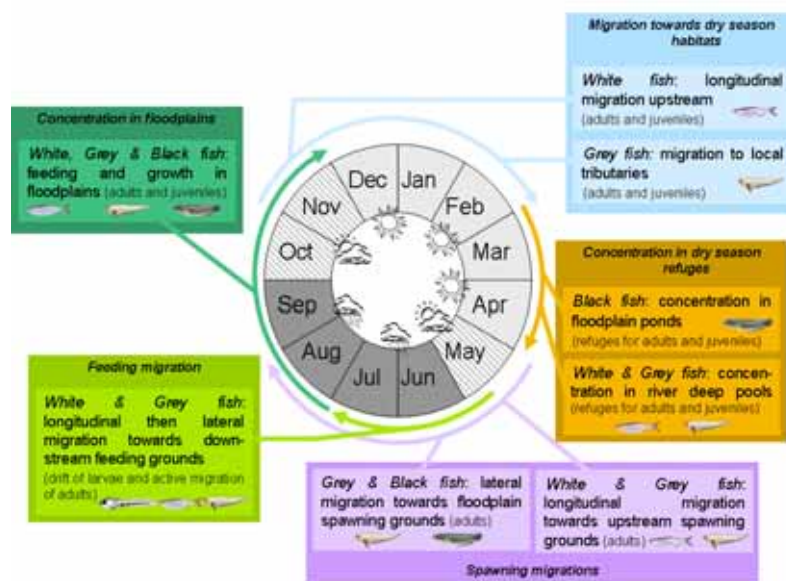 Migration towards dry season
habitats
White fish: longitudinal
migration upstream
(adults and juveniles)
Grey fish: migration to local
tributaries
(adults and juveniles)
Concentration in floodplains
White, Grey & Black fish:
feeding and growth in
floodplains (adults and juveniles)
Dec
Jan
Feb
Mar
Apr
May
Jun
Jul
Aug
Sep
Oct
Nov
Concentration in dry season
refuges
Black fish: concentration in
floodplain ponds
(refuges for adults and juveniles)
White & Grey fish: concen-
tration in river deep pools
(refuges for adults and juveniles)
Feeding migration
White & Grey fish:
longitudinal then lateral
migration towards down-
stream feeding grounds
(drift of larvae and active migration
of adults)
Grey & Black fish: lateral
migration towards floodplain
spawning grounds (adults)
White & Grey fish:
longitudinal migration
towards upstream spawning
grounds (adults)
Spawning migrations